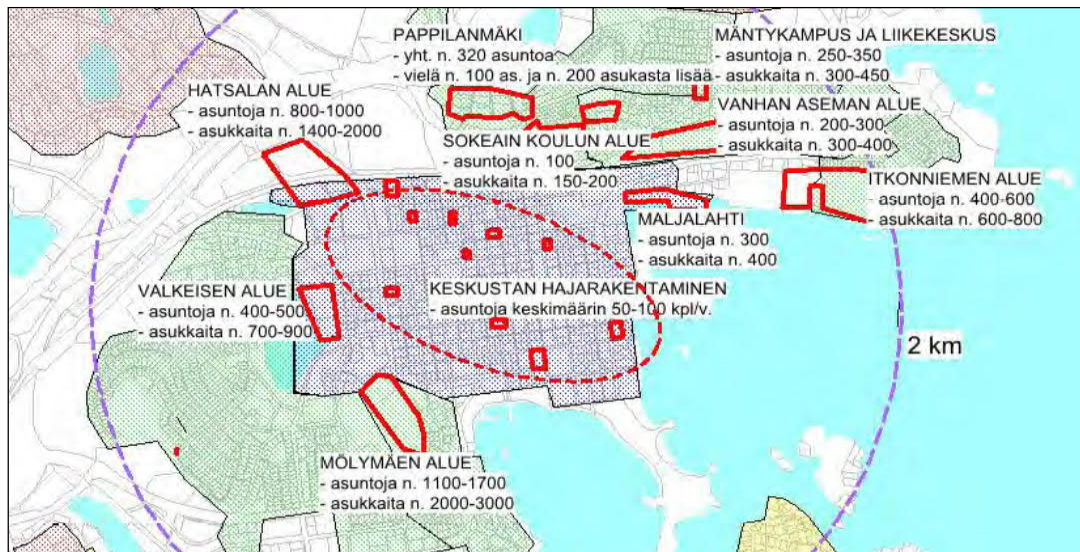 PAPPILANMÄKI
- yht. n. 320 asuntoa
- vielä n. 100 as. ja n. 200 asukasta lisää
MÄNTYKAMPUS JA LIIKEKESKUS
- asuntoja n. 250-350
- asukkaita n. 300-450
HATSALAN ALUE
- asuntoja n. 800-1000
- asukkaita n. 1400-2000
VANHAN ASEMAN ALUE
- asuntoja n. 200-300
- asukkaita n. 300-400
SOKEAIN KOULUN ALUE
- asuntoja n. 100
- asukkaita n. 150-200
ITKONNIEMEN ALUE
- asuntoja n. 400-600
- asukkaita n. 600-800
MALJALAHTI
- asuntoja n. 300
- asukkaita n. 400
VALKEISEN ALUE
- asuntoja n. 400-500
- asukkaita n. 700-900
KESKUSTAN HAJARAKENTAMINEN
- asuntoja keskimäärin 50-100 kpl/v.
2 km
MÖLYMÄEN ALUE
- asuntoja n. 1100-1700
- asukkaita n. 2000-3000